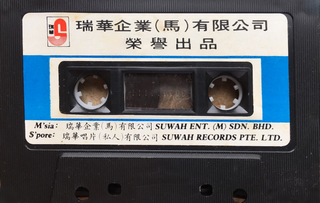 瑞華企業(馬)有限公司
榮譽出品
M'sia: 瑞華企業(馬)有限公司 SUWAH ENT. (M) SDN. BHD.
S'pore: 瑞華唱片(私人)有限公司 SUWAH RECORDS PTE. LTD.